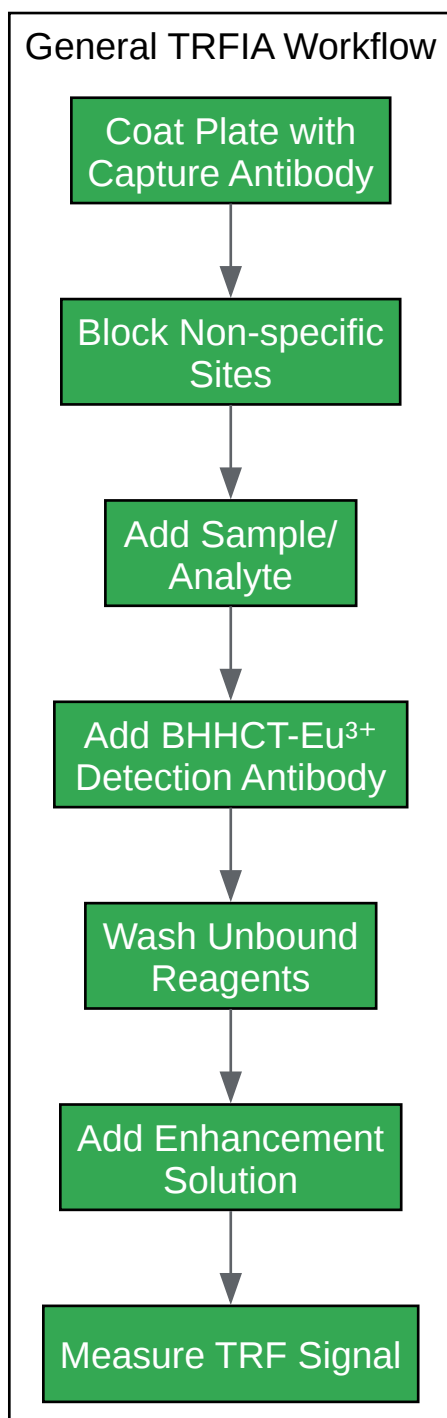 General TRFIA Workflow
Coat Plate with
Capture Antibody
Block Non-specific
Sites
Add Sample/
Analyte
Add BHHCT-Eu³⁺
Detection Antibody
Wash Unbound
Reagents
Add Enhancement
Solution
Measure TRF Signal